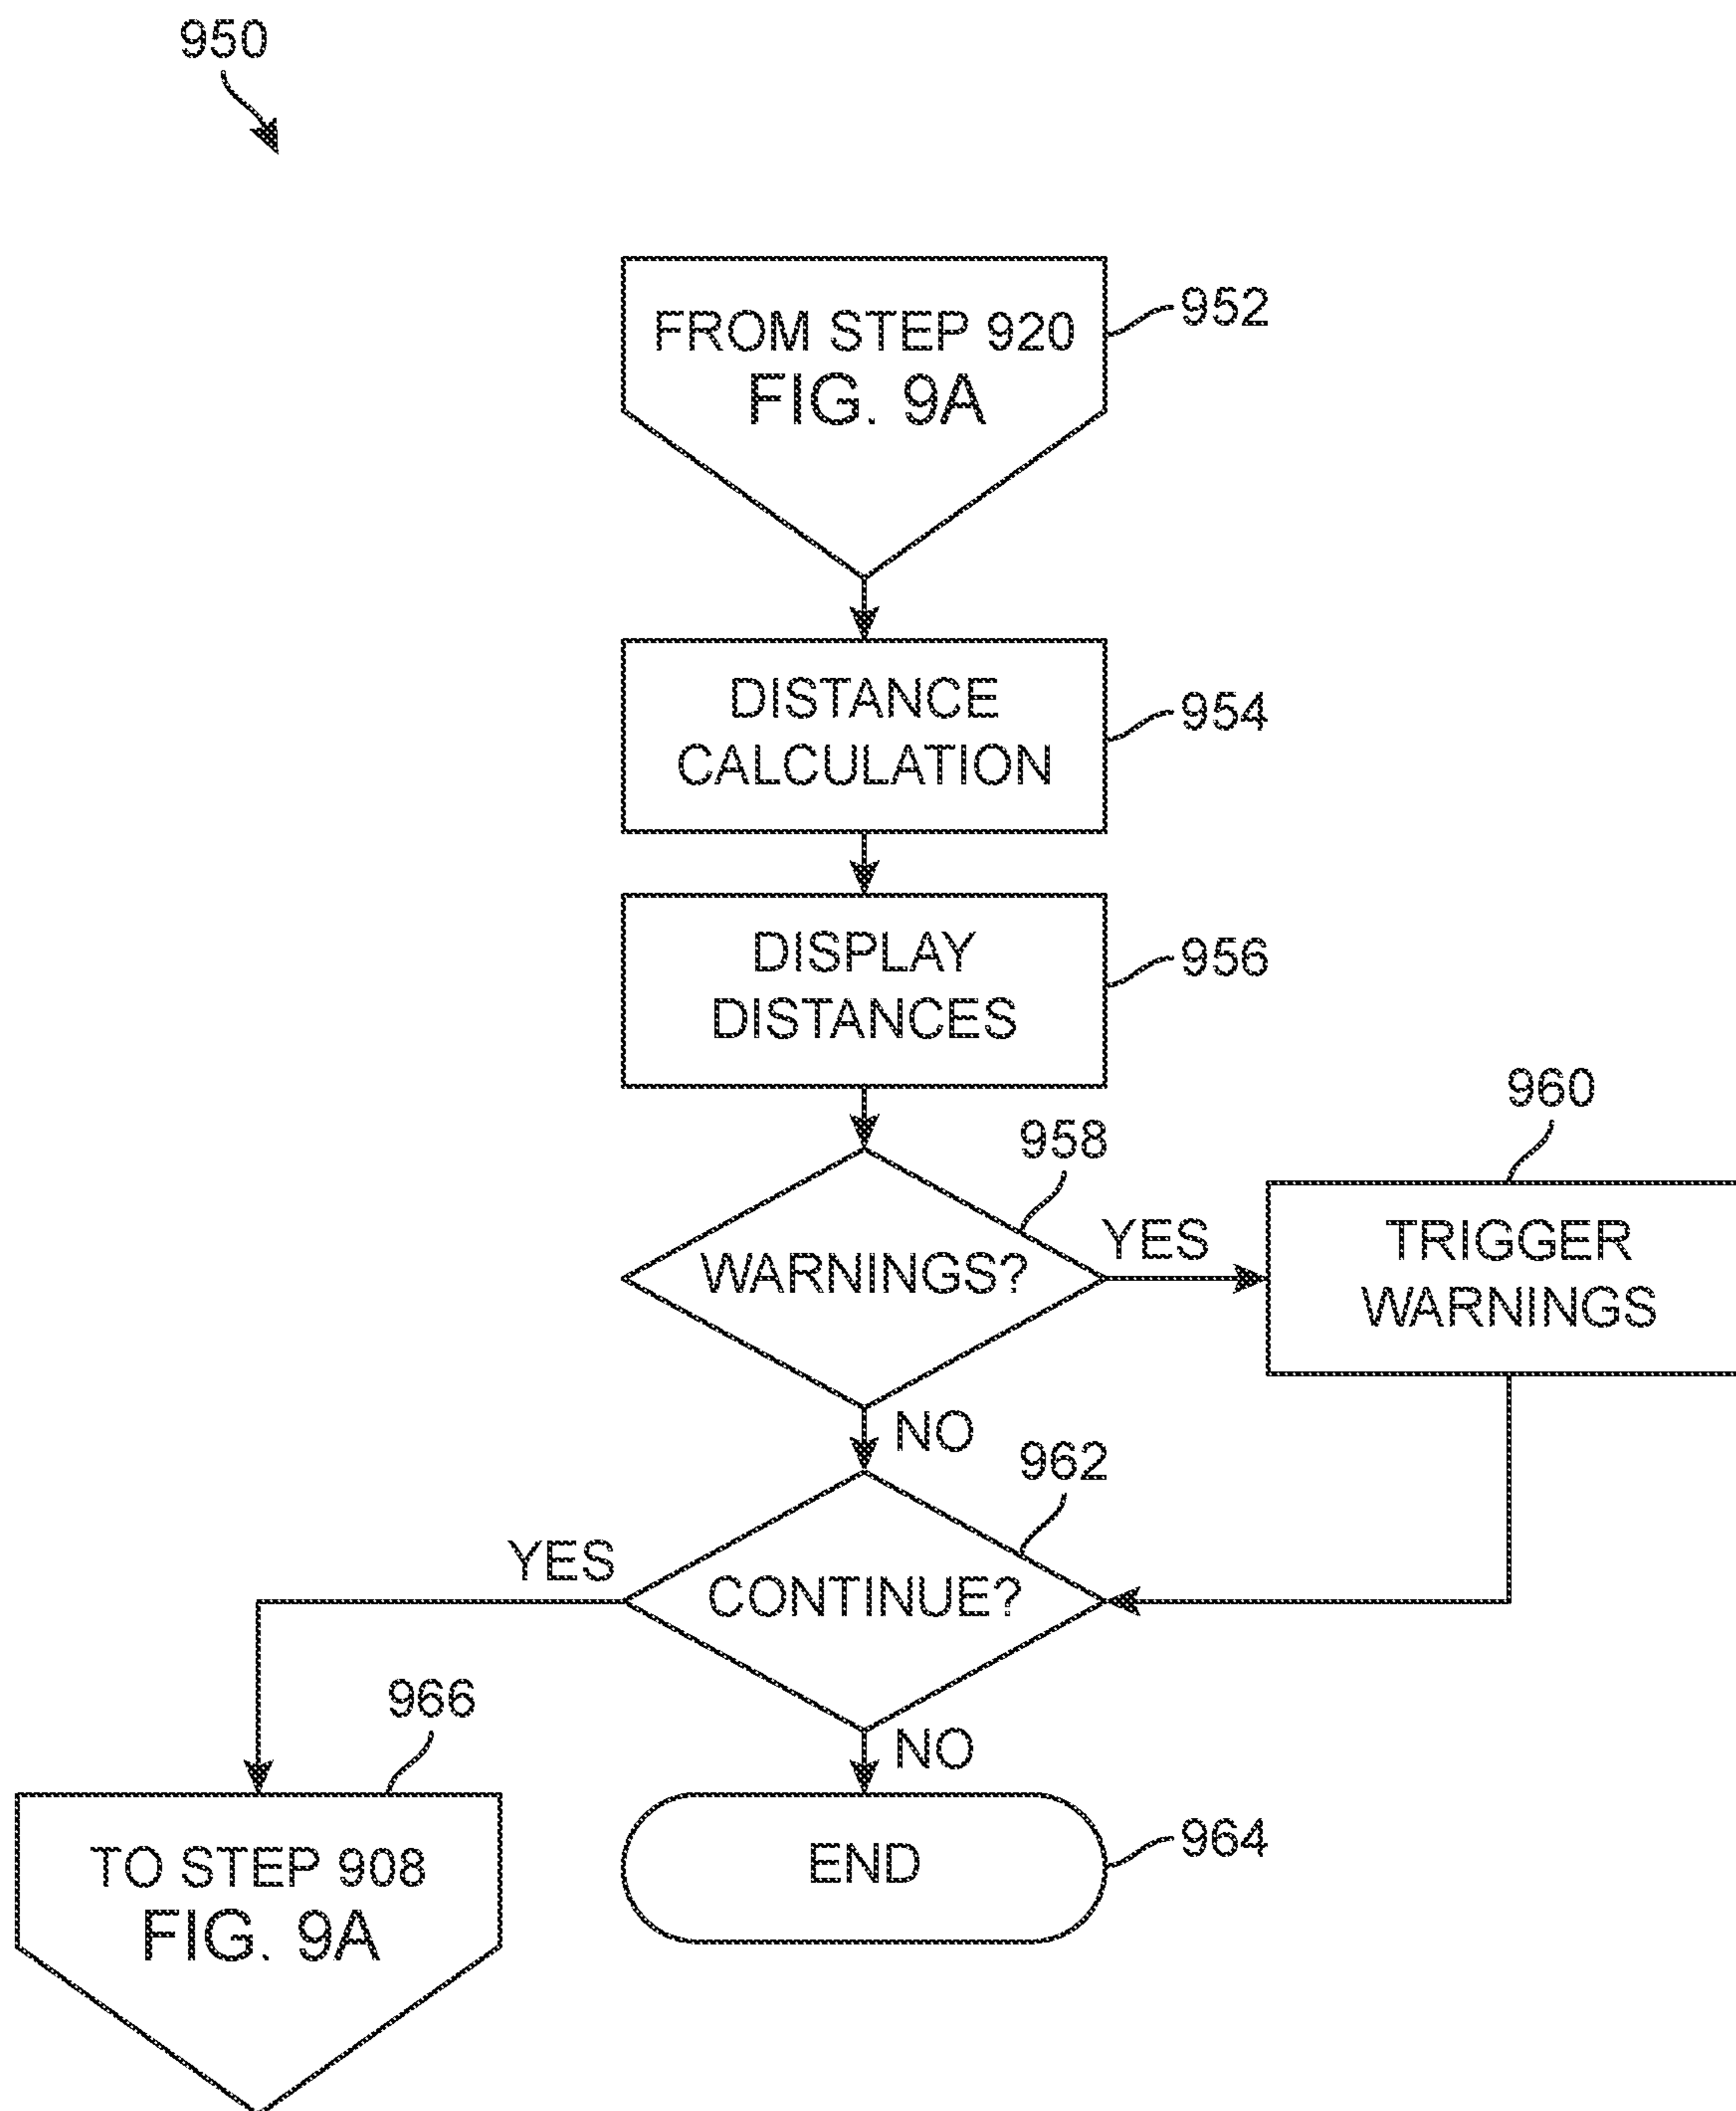 950
FROM STEP 920
FIG. 9A
952
DISTANCE
CALCULATION
954
DISPLAY
DISTANCES
956
958
WARNINGS?
YES
960
TRIGGER
WARNINGS
NO
962
CONTINUE?
YES
966
TO STEP 908
FIG. 9A
NO
END
964